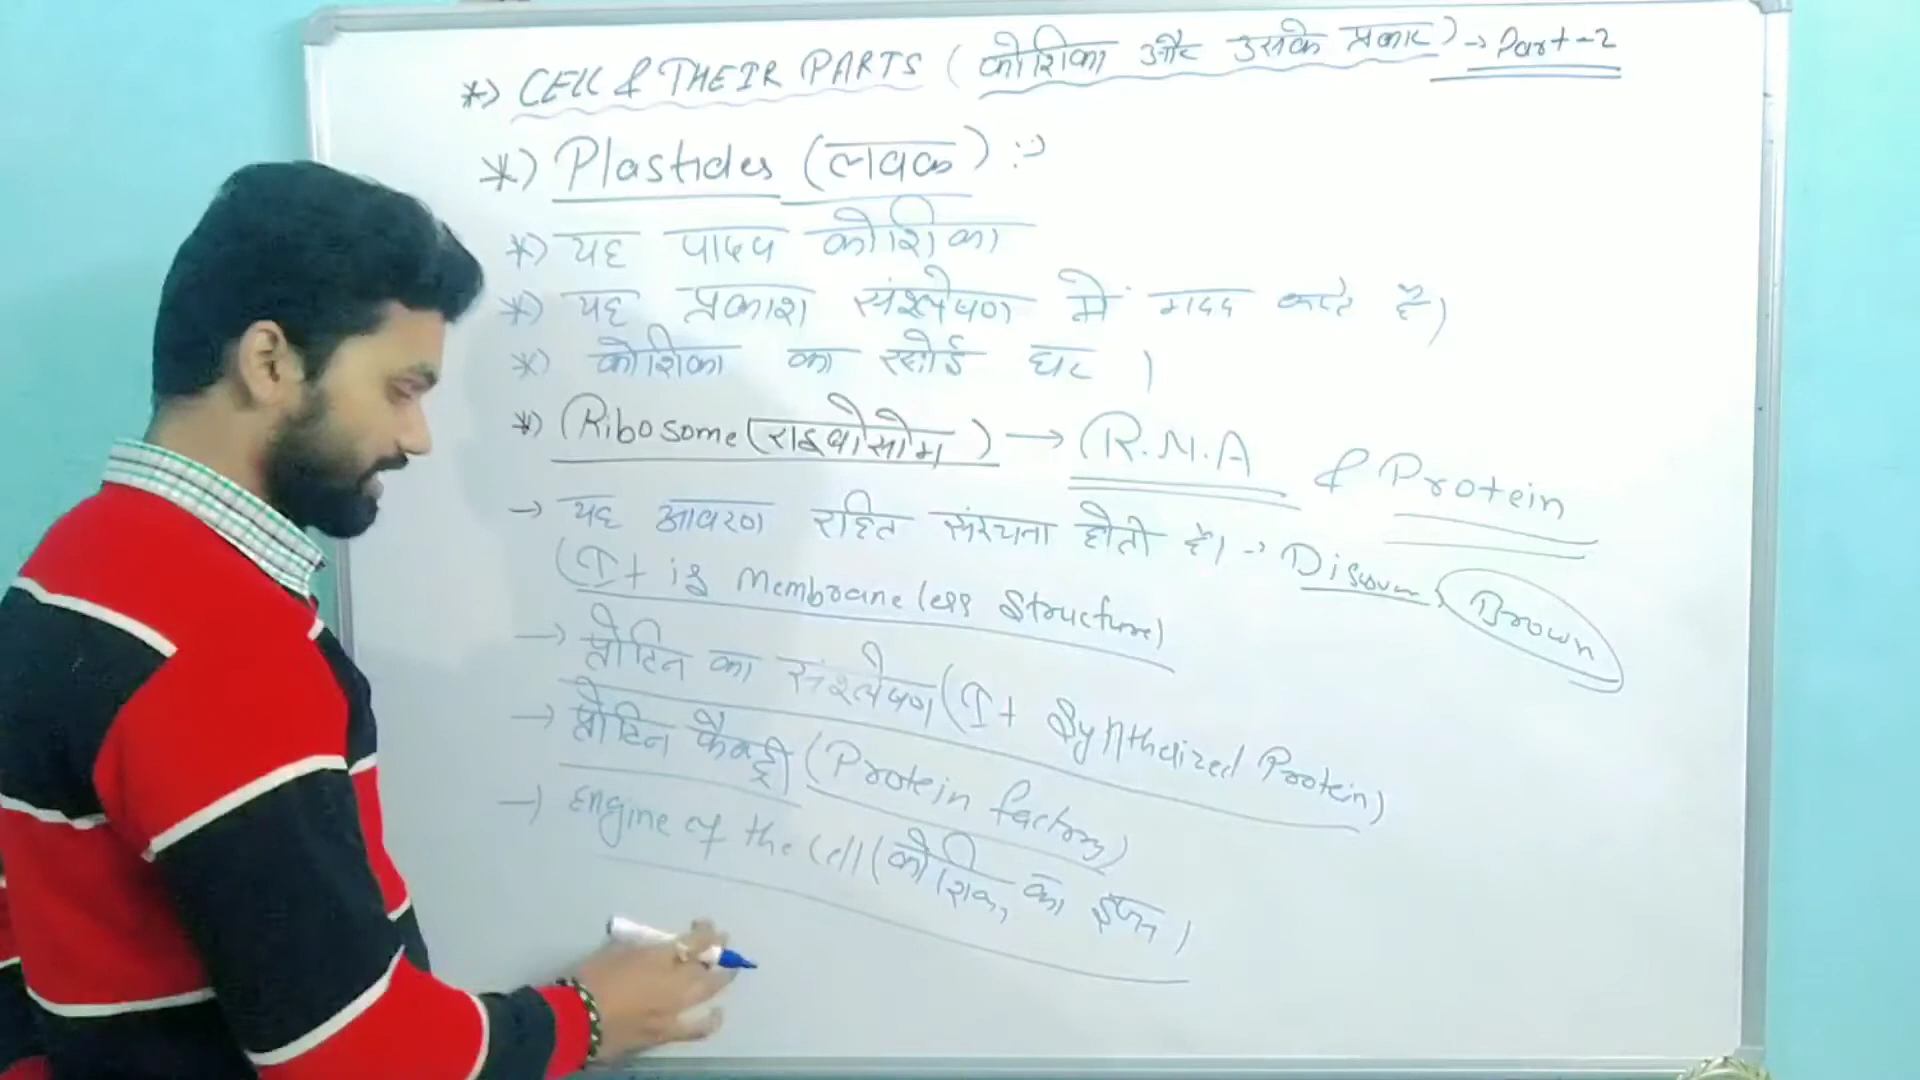 *) CELL & THEIR PARTS (कोशिका और उसके प्रकार) → Part-2
*) Plastides (लवक) :-
*) यह पादप कोशिका
*) यह प्रकाश संश्लेषण में मदद करते है।
*) कोशिका का रसोई घर ।
*) Ribosome (राइबोसोम) → R.N.A & Protein
→ यह आवरण रहित संरचना होती है। → Discover Brown
(It is Membrane less Structure)
→ प्रोटिन का संश्लेषण (It Synthesized Protein)
→ प्रोटिन फैक्ट्री (Protein factory)
→ Engine of the Cell (कोशिका का इंजन)